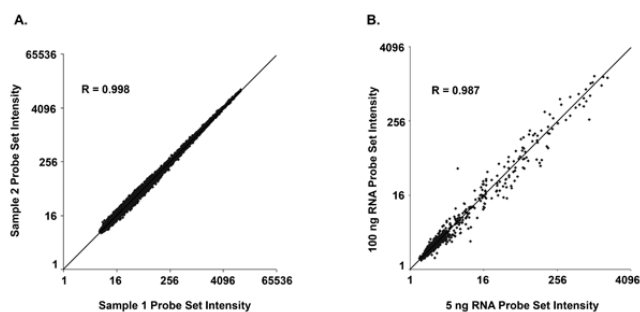 A.
65536
4096
256
16
1
R = 0.998
Sample 2 Probe Set Intensity
1
16
256
4096
65536
Sample 1 Probe Set Intensity
B.
4096
256
16
1
R = 0.987
100 ng RNA Probe Set Intensity
1
16
256
4096
5 ng RNA Probe Set Intensity